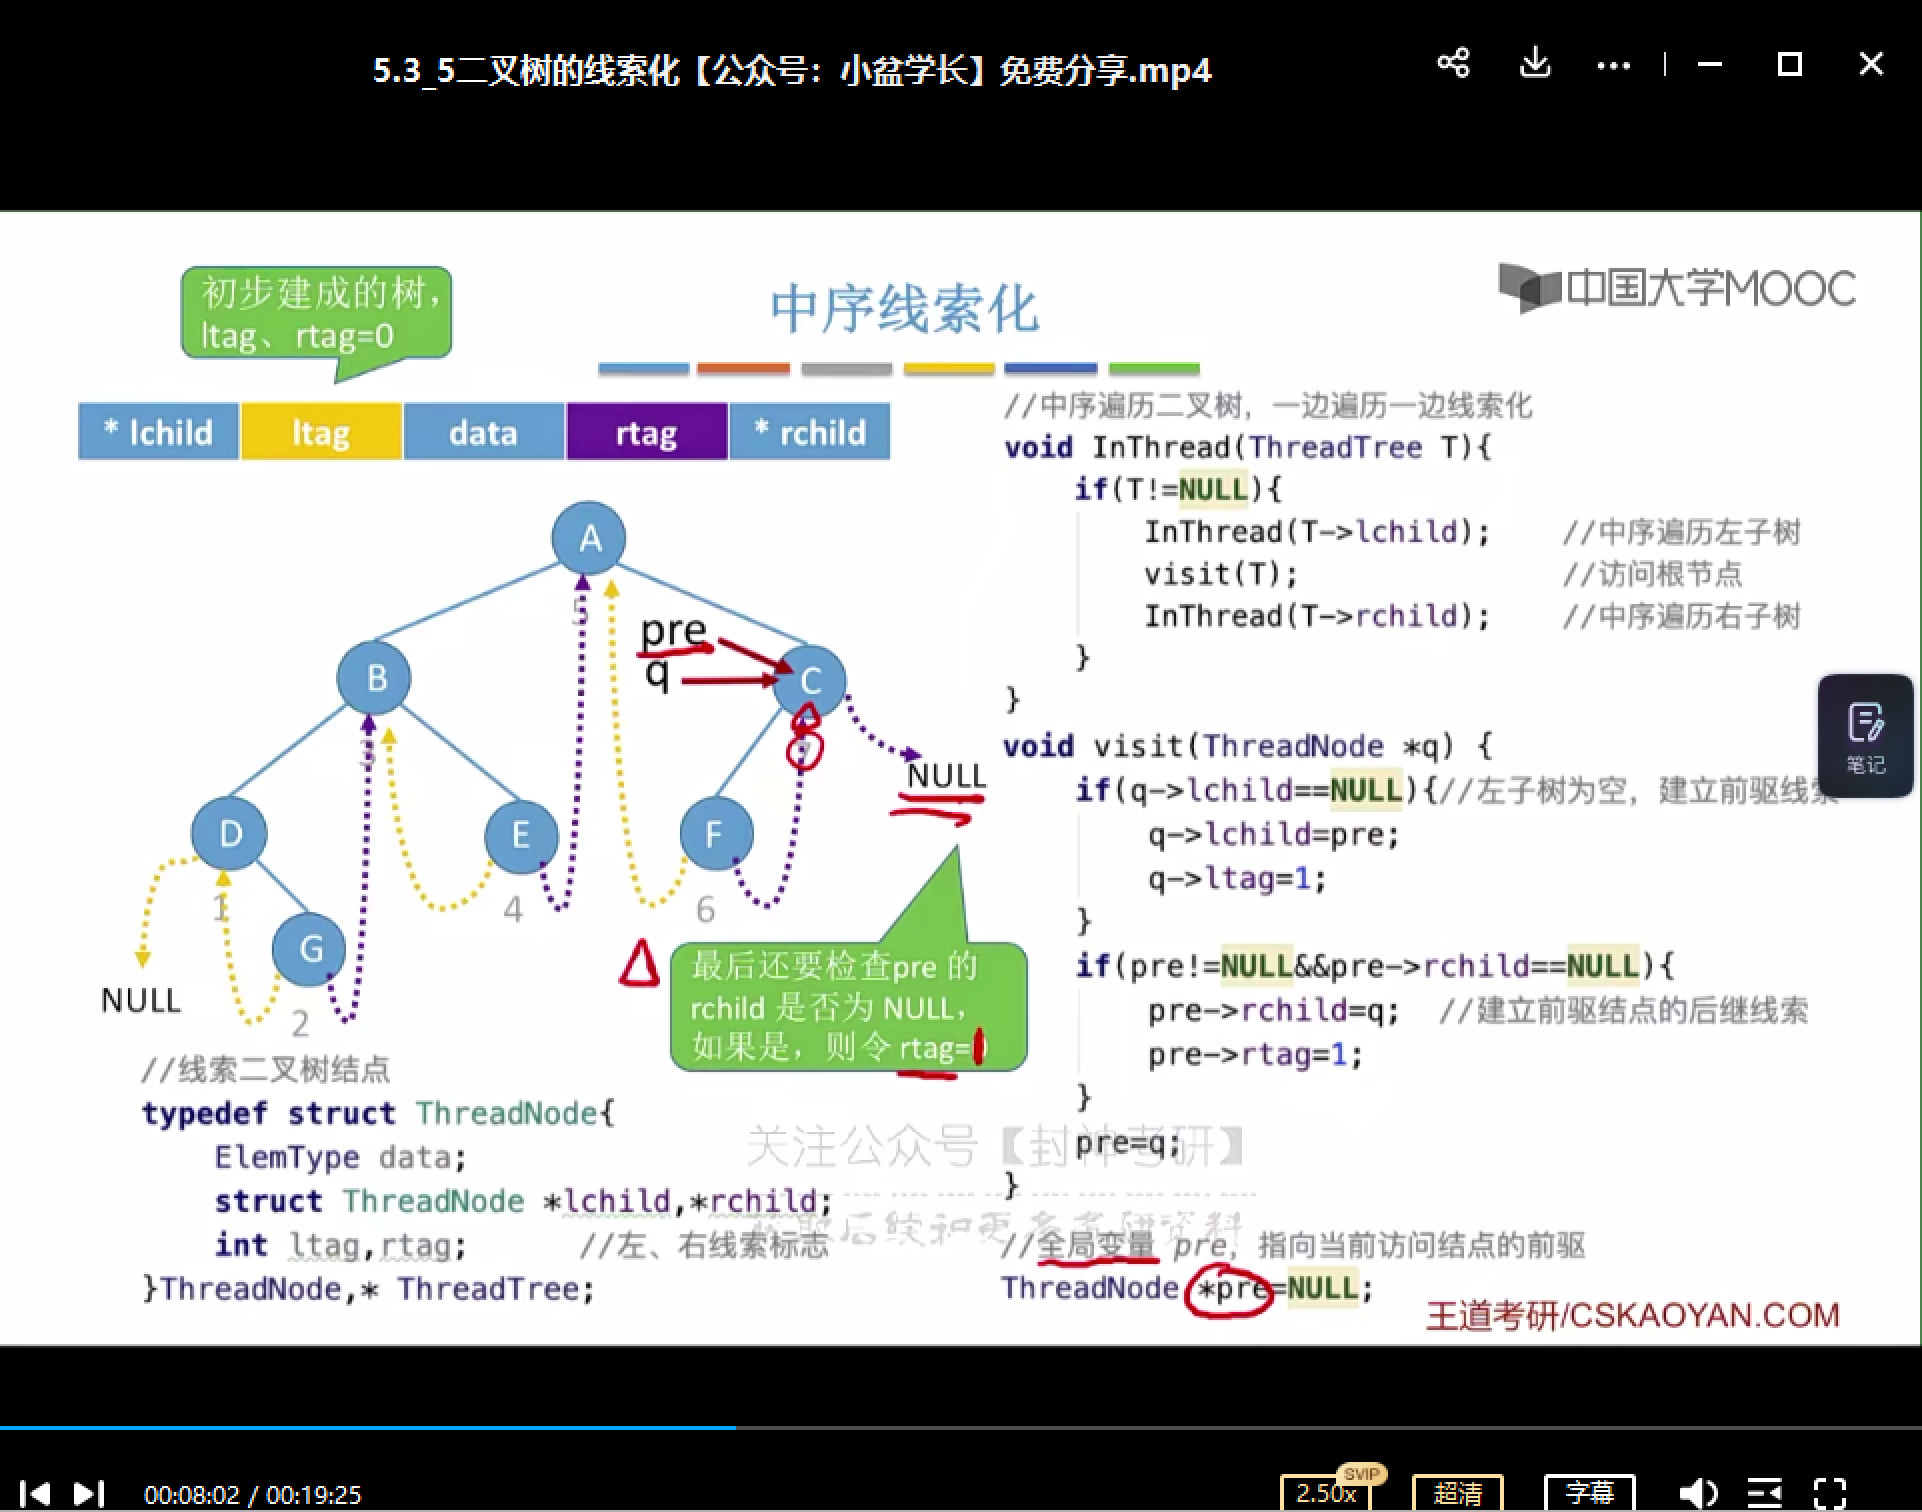 5.3_5二叉树的线索化【公众号：小盆学长】免费分享.mp4
初步建成的树，
ltag、rtag=0
中序线索化
中国大学MOOC
* lchild ltag data rtag * rchild
A
5
pre
q
B
C
3
7
NULL
D
E
F
1
4
6
G
NULL
2
最后还要检查pre 的
rchild 是否为 NULL，
如果是，则令 rtag=1
//线索二叉树结点
typedef struct ThreadNode{
ElemType data;
struct ThreadNode *lchild,*rchild;
int ltag,rtag; //左、右线索标志
}ThreadNode,* ThreadTree;
//中序遍历二叉树，一边遍历一边线索化
void InThread(ThreadTree T){
if(T!=NULL){
InThread(T->lchild); //中序遍历左子树
visit(T); //访问根节点
InThread(T->rchild); //中序遍历右子树
}
}
void visit(ThreadNode *q) {
if(q->lchild==NULL){//左子树为空，建立前驱线索
q->lchild=pre;
q->ltag=1;
}
if(pre!=NULL&&pre->rchild==NULL){
pre->rchild=q; //建立前驱结点的后继线索
pre->rtag=1;
}
pre=q;
}
//全局变量 pre，指向当前访问结点的前驱
ThreadNode *pre=NULL;
关注公众号【封神考研】
后续和更多考研资料
王道考研/CSKAOYAN.COM
笔记
00:08:02 / 00:19:25
SVIP
2.50x
超清
字幕